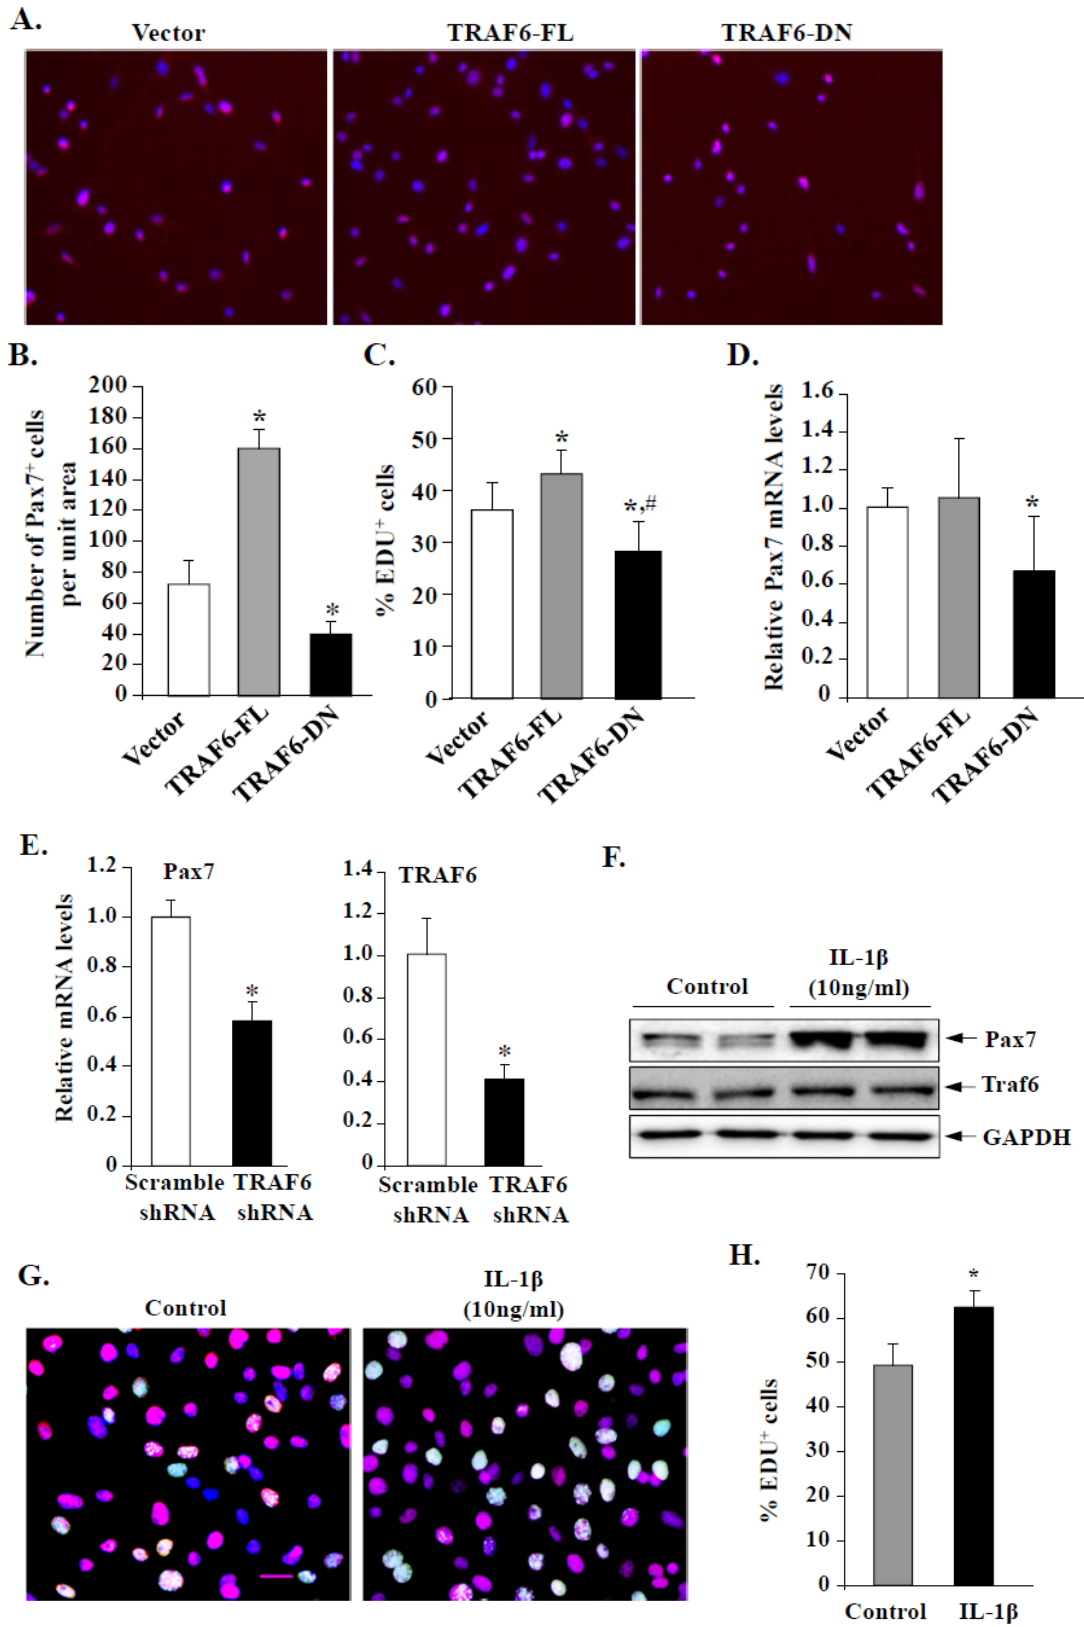 A.
Vector TRAF6-FL TRAF6-DN
B.
Number of Pax7+ cells
per unit area
200
180
160
140
120
100
80
60
40
20
0
*
*
Vector
TRAF6-FL
TRAF6-DN
C.
% EDU+ cells
60
50
40
30
20
10
0
*
*,#
Vector
TRAF6-FL
TRAF6-DN
D.
Relative Pax7 mRNA levels
1.6
1.4
1.2
1.0
0.8
0.6
0.4
0.2
0
*
Vector
TRAF6-FL
TRAF6-DN
E.
Relative mRNA levels
Pax7
1.2
1.0
0.8
0.6
0.4
0.2
0
*
Scramble TRAF6
shRNA shRNA
TRAF6
1.4
1.2
1.0
0.8
0.6
0.4
0.2
0
*
Scramble TRAF6
shRNA shRNA
F.
IL-1β
Control (10ng/ml)
Pax7
Traf6
GAPDH
G.
Control
IL-1β
(10ng/ml)
H.
% EDU+ cells
70
60
50
40
30
20
10
0
*
Control IL-1β